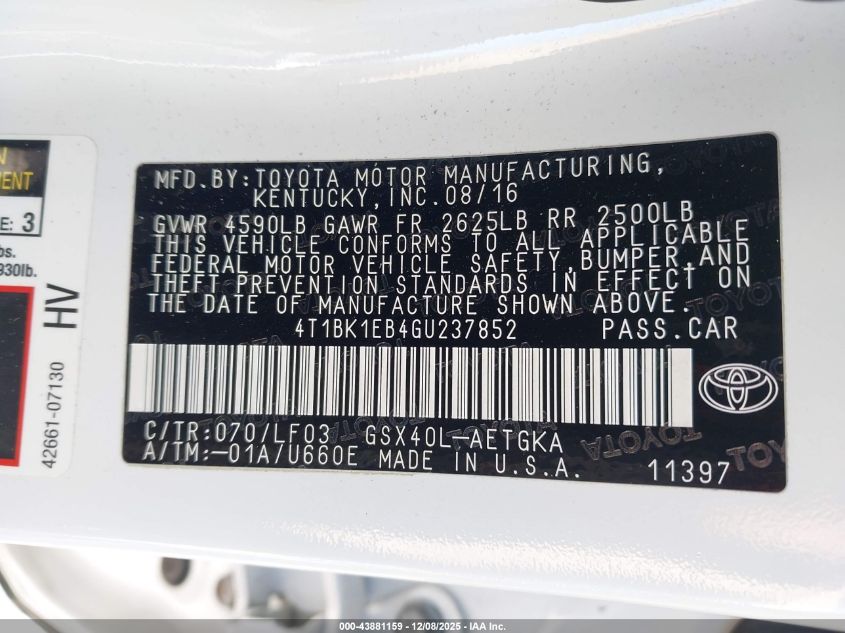 MFD.BY:TOYOTA MOTOR MANUFACTURING,
KENTUCKY, INC. 08/16
GVWR 4590LB GAWR FR 2625LB RR 2500LB
THIS VEHICLE CONFORMS TO ALL APPLICABLE
FEDERAL MOTOR VEHICLE SAFETY, BUMPER, AND
THEFT PREVENTION STANDARDS IN EFFECT ON
THE DATE OF MANUFACTURE SHOWN ABOVE.
4T1BK1EB4GU237852 PASS.CAR
C/TR:070/LF03 GSX40L-AETGKA
A/TM:-01A/U660E MADE IN U.S.A.
11397
E: 3
bs.
930lb.
HV
42661-07130
000-43881159 - 12/08/2025 - IAA Inc.